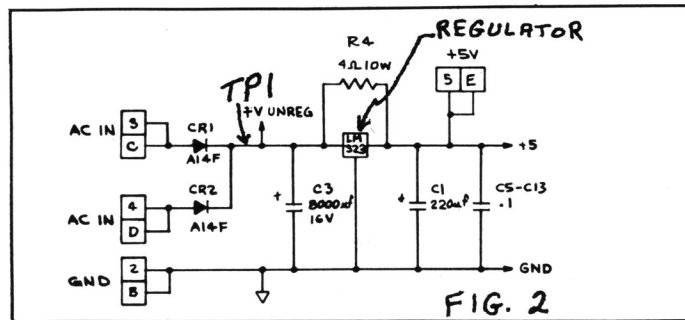 REGULATOR
R4
4Ω 10W
+5V
5 E
TP1
+V UNREG
AC IN
3
C
CR1
A14F
LM
323
+5
CR2
A14F
AC IN
4
D
+
C3
16V
+
C1
220uf
C5-C13
.1
GND
2
B
GND
FIG. 2